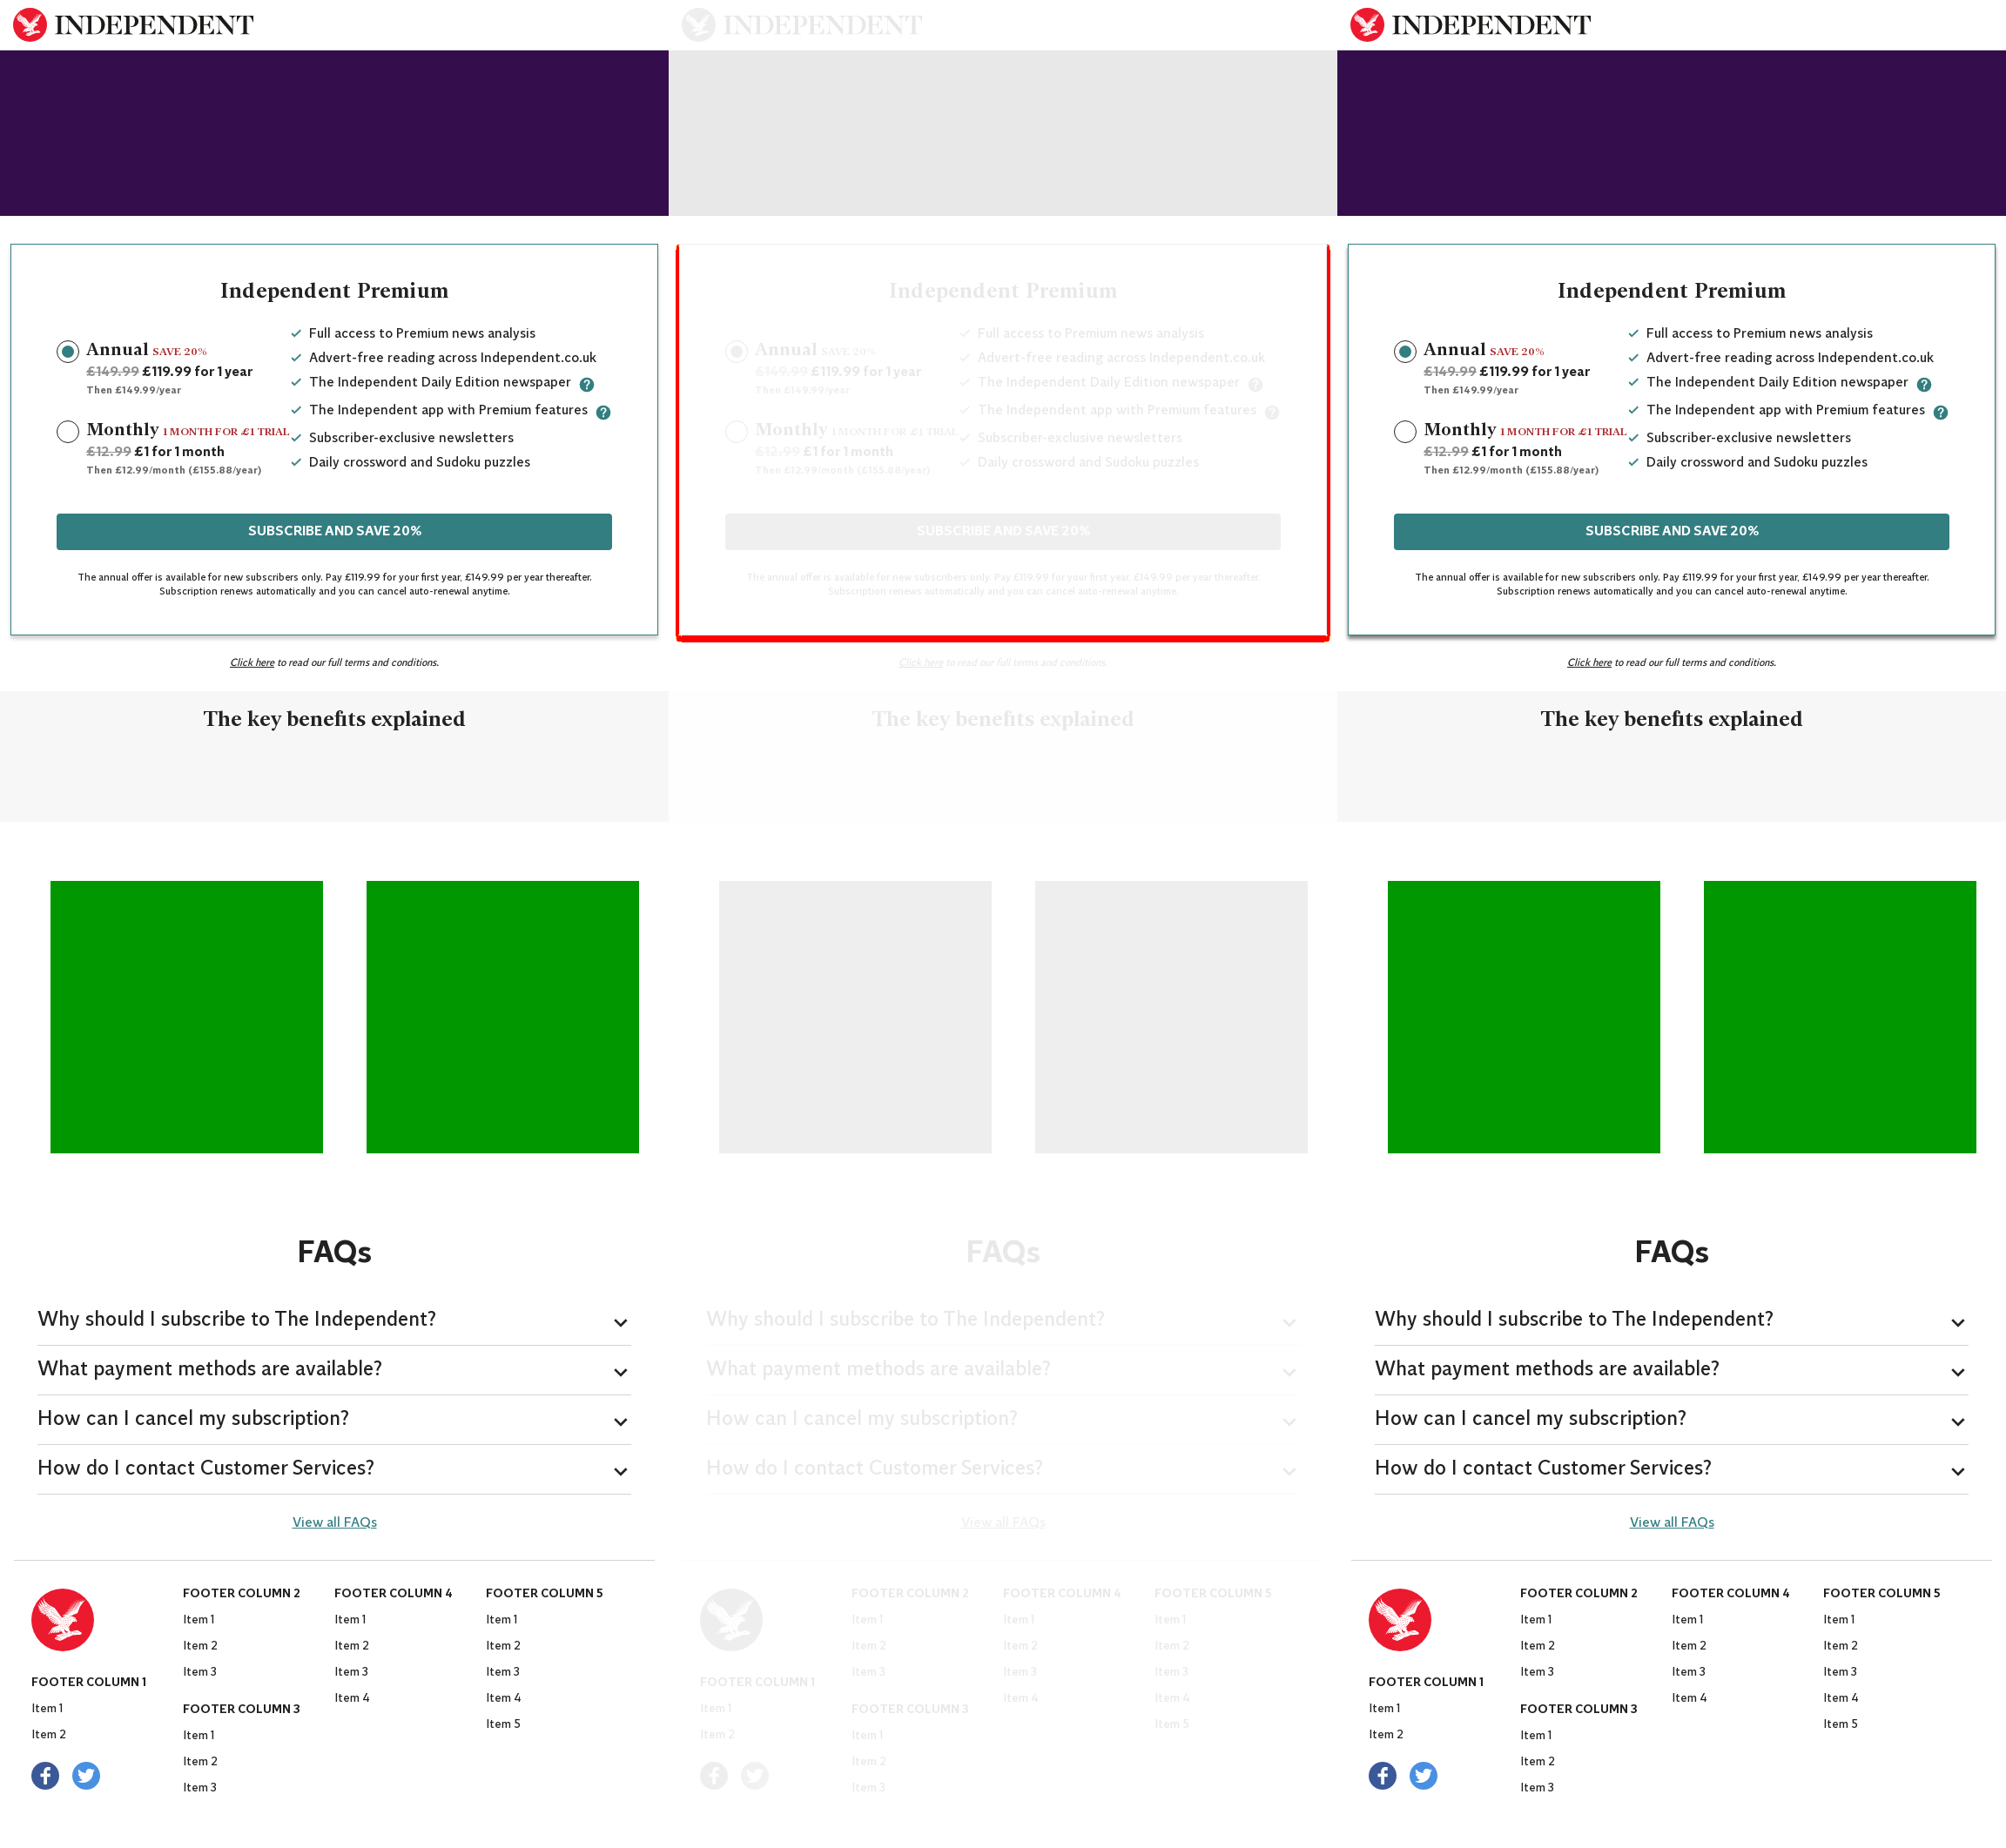 INDEPENDENT
Independent Premium
Annual SAVE 20%
£149.99 £119.99 for 1 year
Then £149.99/year
Monthly 1 MONTH FOR £1 TRIAL
£12.99 £1 for 1 month
Then £12.99/month (£155.88/year)
Full access to Premium news analysis
Advert-free reading across Independent.co.uk
The Independent Daily Edition newspaper ?
The Independent app with Premium features ?
Subscriber-exclusive newsletters
Daily crossword and Sudoku puzzles
SUBSCRIBE AND SAVE 20%
The annual offer is available for new subscribers only. Pay £119.99 for your first year, £149.99 per year thereafter.
Subscription renews automatically and you can cancel auto-renewal anytime.
Click here to read our full terms and conditions.
The key benefits explained
FAQs
Why should I subscribe to The Independent?
What payment methods are available?
How can I cancel my subscription?
How do I contact Customer Services?
View all FAQs
FOOTER COLUMN 1
Item 1
Item 2
FOOTER COLUMN 2
Item 1
Item 2
Item 3
FOOTER COLUMN 3
Item 1
Item 2
Item 3
FOOTER COLUMN 4
Item 1
Item 2
Item 3
Item 4
FOOTER COLUMN 5
Item 1
Item 2
Item 3
Item 4
Item 5
INDEPENDENT
Independent Premium
Annual SAVE 20%
£149.99 £119.99 for 1 year
Then £149.99/year
Monthly 1 MONTH FOR £1 TRIAL
£12.99 £1 for 1 month
Then £12.99/month (£155.88/year)
Full access to Premium news analysis
Advert-free reading across Independent.co.uk
The Independent Daily Edition newspaper ?
The Independent app with Premium features ?
Subscriber-exclusive newsletters
Daily crossword and Sudoku puzzles
SUBSCRIBE AND SAVE 20%
The annual offer is available for new subscribers only. Pay £119.99 for your first year, £149.99 per year thereafter.
Subscription renews automatically and you can cancel auto-renewal anytime.
Click here to read our full terms and conditions.
The key benefits explained
FAQs
Why should I subscribe to The Independent?
What payment methods are available?
How can I cancel my subscription?
How do I contact Customer Services?
View all FAQs
FOOTER COLUMN 1
Item 1
Item 2
FOOTER COLUMN 2
Item 1
Item 2
Item 3
FOOTER COLUMN 3
Item 1
Item 2
Item 3
FOOTER COLUMN 4
Item 1
Item 2
Item 3
Item 4
FOOTER COLUMN 5
Item 1
Item 2
Item 3
Item 4
Item 5
INDEPENDENT
Independent Premium
Annual SAVE 20%
£149.99 £119.99 for 1 year
Then £149.99/year
Monthly 1 MONTH FOR £1 TRIAL
£12.99 £1 for 1 month
Then £12.99/month (£155.88/year)
Full access to Premium news analysis
Advert-free reading across Independent.co.uk
The Independent Daily Edition newspaper ?
The Independent app with Premium features ?
Subscriber-exclusive newsletters
Daily crossword and Sudoku puzzles
SUBSCRIBE AND SAVE 20%
The annual offer is available for new subscribers only. Pay £119.99 for your first year, £149.99 per year thereafter.
Subscription renews automatically and you can cancel auto-renewal anytime.
Click here to read our full terms and conditions.
The key benefits explained
FAQs
Why should I subscribe to The Independent?
What payment methods are available?
How can I cancel my subscription?
How do I contact Customer Services?
View all FAQs
FOOTER COLUMN 1
Item 1
Item 2
FOOTER COLUMN 2
Item 1
Item 2
Item 3
FOOTER COLUMN 3
Item 1
Item 2
Item 3
FOOTER COLUMN 4
Item 1
Item 2
Item 3
Item 4
FOOTER COLUMN 5
Item 1
Item 2
Item 3
Item 4
Item 5